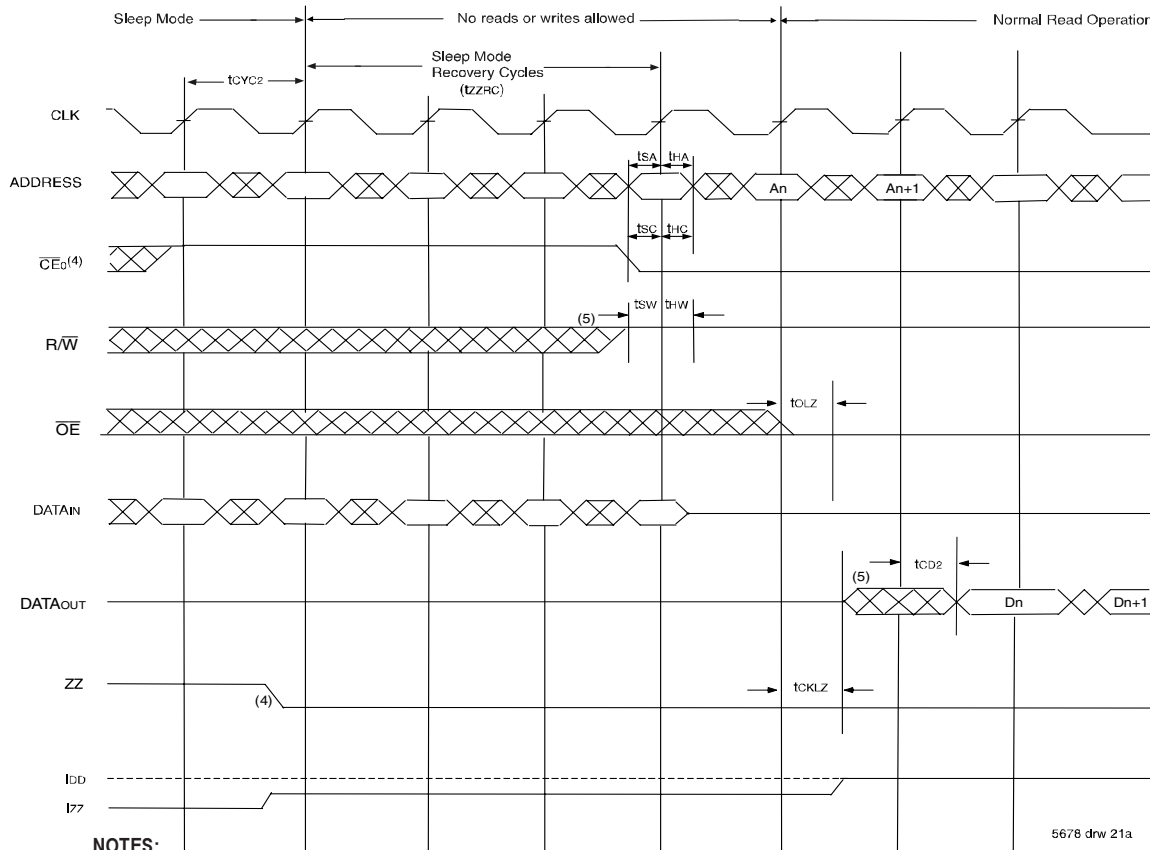 Sleep Mode
No reads or writes allowed
Normal Read Operation
Sleep Mode
Recovery Cycles
(tZZRC)
tCYC2
CLK
tSA tHA
ADDRESS
An
An+1
tSC tHC
CE0(4)
tSW tHW
(5)
R/W
tOLZ
OE
DATAIN
tCD2
(5)
DATAOUT
Dn
Dn+1
ZZ
(4)
tCKLZ
IDD
IZZ
5678 drw 21a
NOTES: